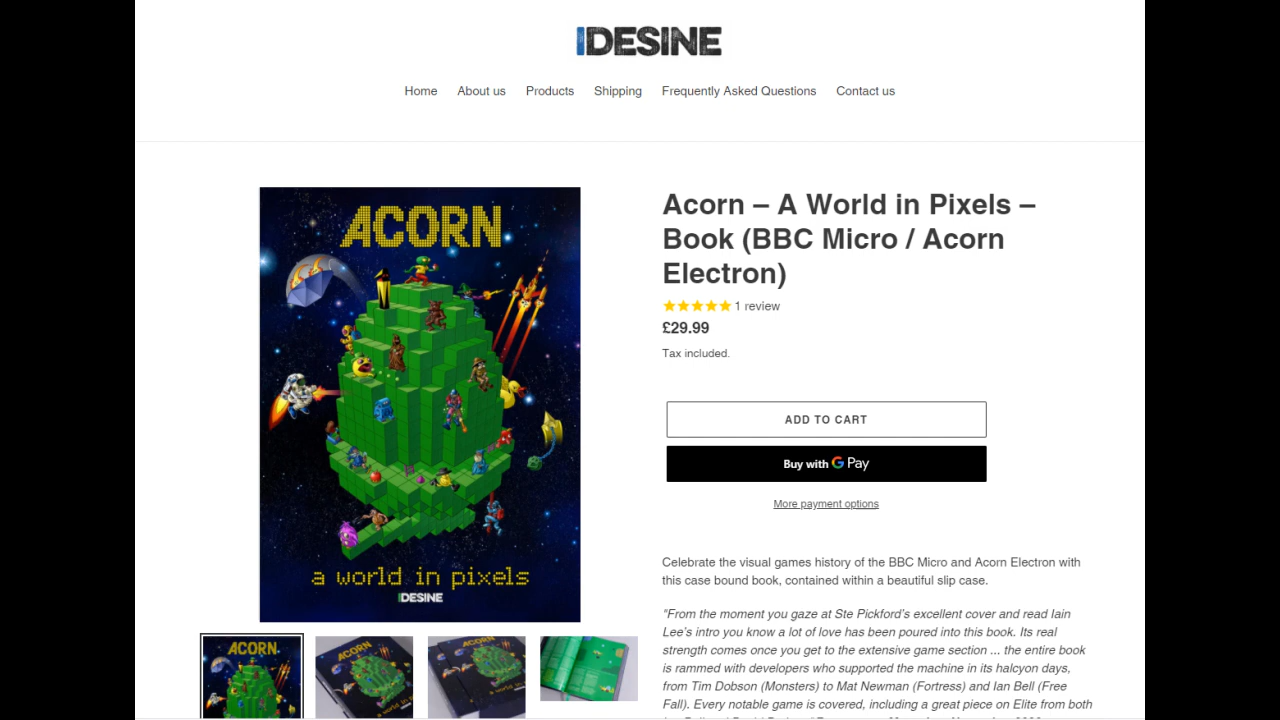 IDESINE
Home About us Products Shipping Frequently Asked Questions Contact us
ACORN
a world in pixels
IDESINE
ACORN
Acorn – A World in Pixels –
Book (BBC Micro / Acorn
Electron)
1 review
£29.99
Tax included.
ADD TO CART
Buy with G Pay
More payment options
Celebrate the visual games history of the BBC Micro and Acorn Electron with
this case bound book, contained within a beautiful slip case.
"From the moment you gaze at Ste Pickford's excellent cover and read Iain
Lee's intro you know a lot of love has been poured into this book. Its real
strength comes once you get to the extensive game section ... the entire book
is rammed with developers who supported the machine in its halcyon days,
from Tim Dobson (Monsters) to Mat Newman (Fortress) and Ian Bell (Free
Fall). Every notable game is covered, including a great piece on Elite from both